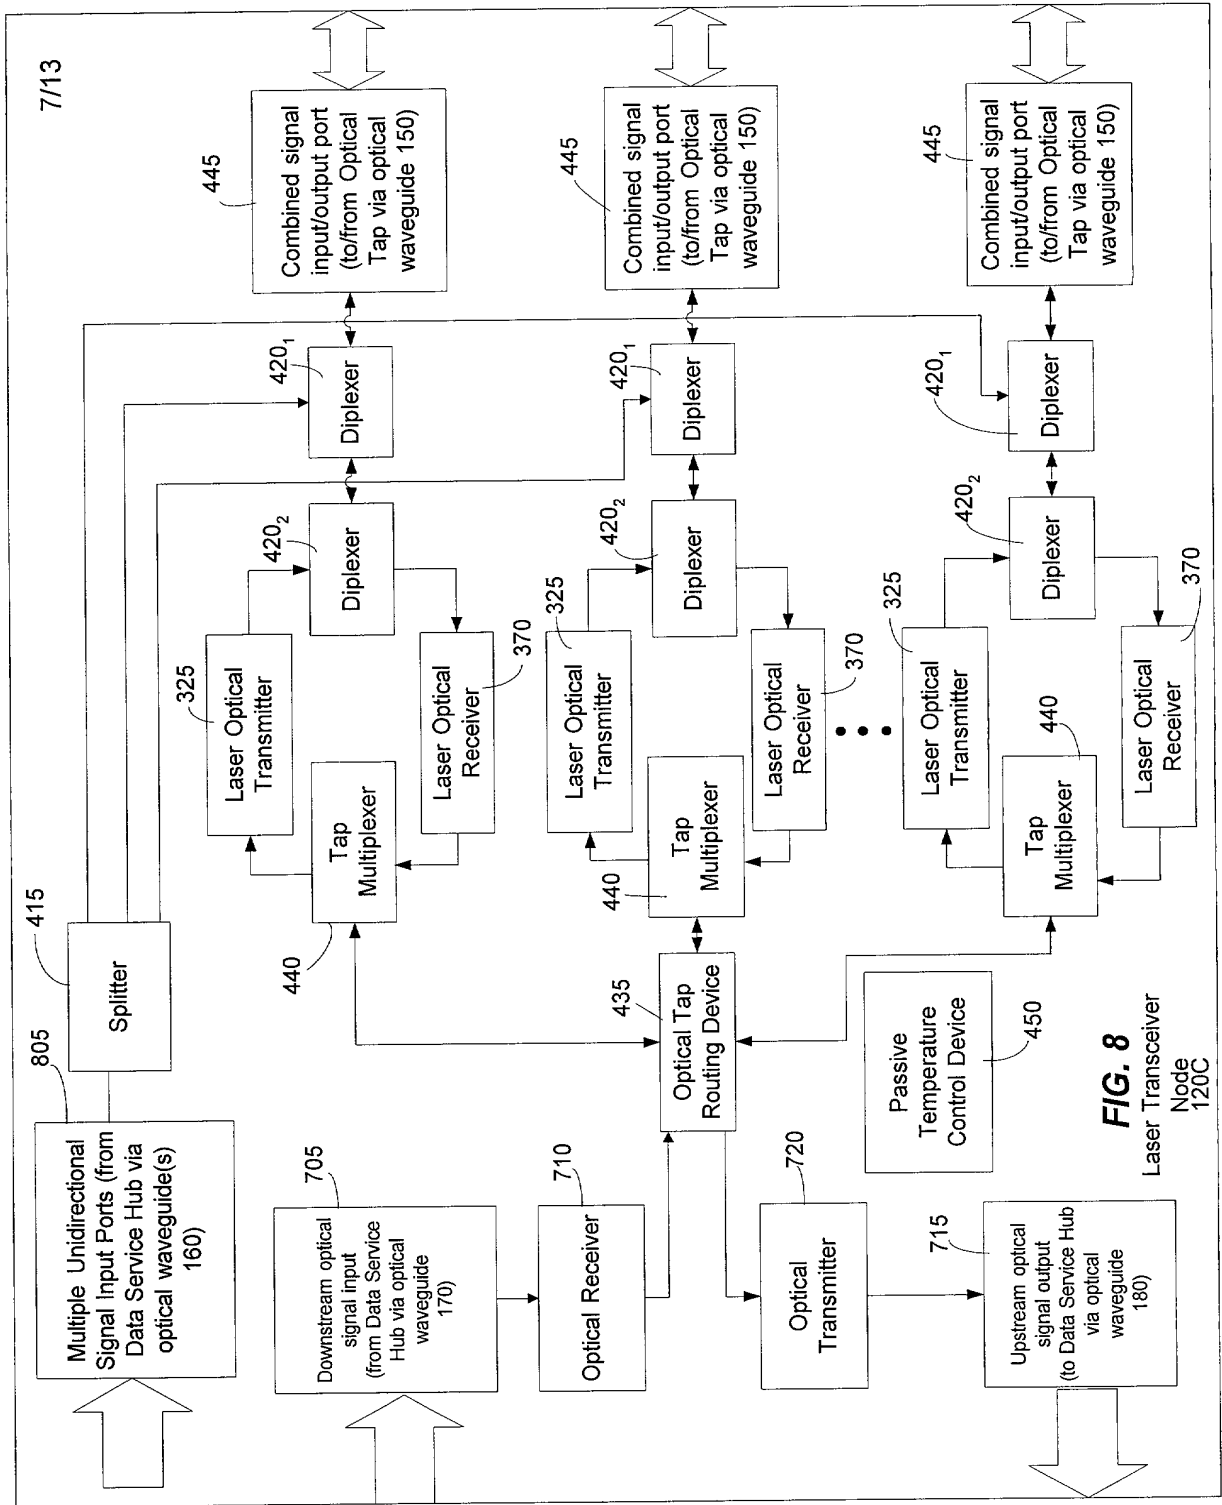 7/13
805
Multiple Unidirectional
Signal Input Ports (from
Data Service Hub via
optical waveguide(s)
160)
415
Splitter
705
Downstream optical
signal input
(from Data Service
Hub via optical
waveguide
170)
710
Optical Receiver
435
Optical Tap
Routing Device
720
Optical
Transmitter
715
Upstream optical
signal output
(to Data Service Hub
via optical
waveguide
180)
440
Tap
Multiplexer
325
Laser Optical
Transmitter
Laser Optical
Receiver
370
420₂
Diplexer
420₁
Diplexer
445
Combined signal
input/output port
(to/from Optical
Tap via optical
waveguide 150)
440
Tap
Multiplexer
325
Laser Optical
Transmitter
Laser Optical
Receiver
370
420₂
Diplexer
420₁
Diplexer
445
Combined signal
input/output port
(to/from Optical
Tap via optical
waveguide 150)
440
Tap
Multiplexer
325
Laser Optical
Transmitter
Laser Optical
Receiver
370
420₂
Diplexer
420₁
Diplexer
445
Combined signal
input/output port
(to/from Optical
Tap via optical
waveguide 150)
Passive
Temperature
Control Device
450
FIG. 8
Laser Transceiver
Node
120C